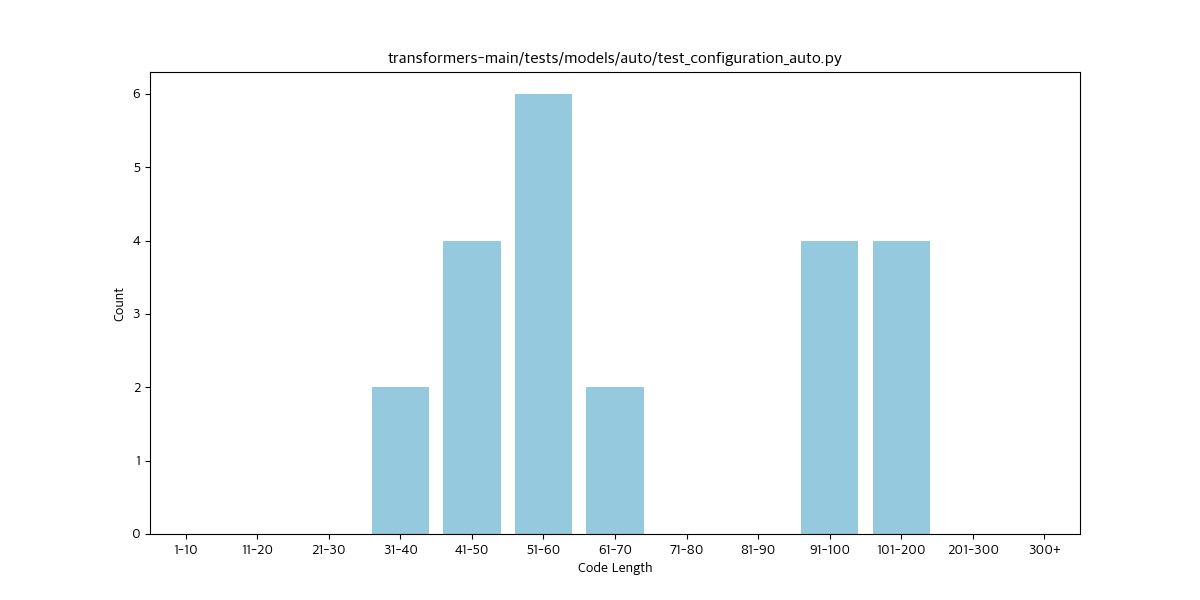 transformers-main/tests/models/auto/test_configuration_auto.py
Count
6
5
4
3
2
1
0
1-10 11-20 21-30 31-40 41-50 51-60 61-70 71-80 81-90 91-100 101-200 201-300 300+
Code Length